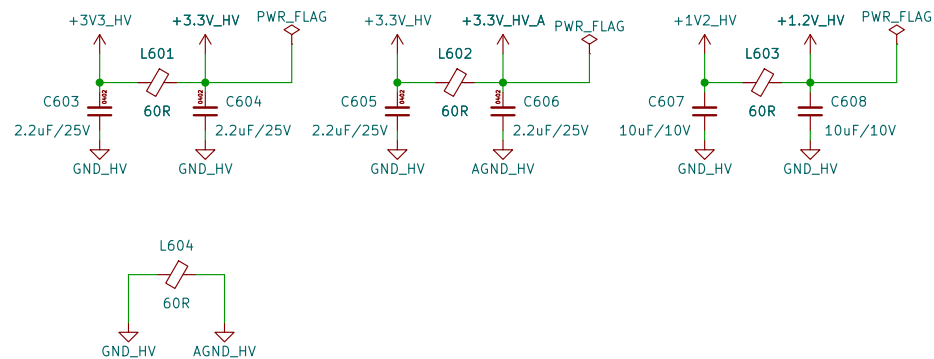 +3V3_HV
+3.3V_HV
PWR_FLAG
L601
60R
0402
C603
2.2uF/25V
GND_HV
0402
C604
2.2uF/25V
GND_HV
+3.3V_HV
+3.3V_HV_A
PWR_FLAG
L602
60R
0402
C605
2.2uF/25V
GND_HV
0402
C606
2.2uF/25V
AGND_HV
+1V2_HV
+1.2V_HV
PWR_FLAG
L603
60R
C607
10uF/10V
GND_HV
C608
10uF/10V
GND_HV
L604
60R
GND_HV
AGND_HV